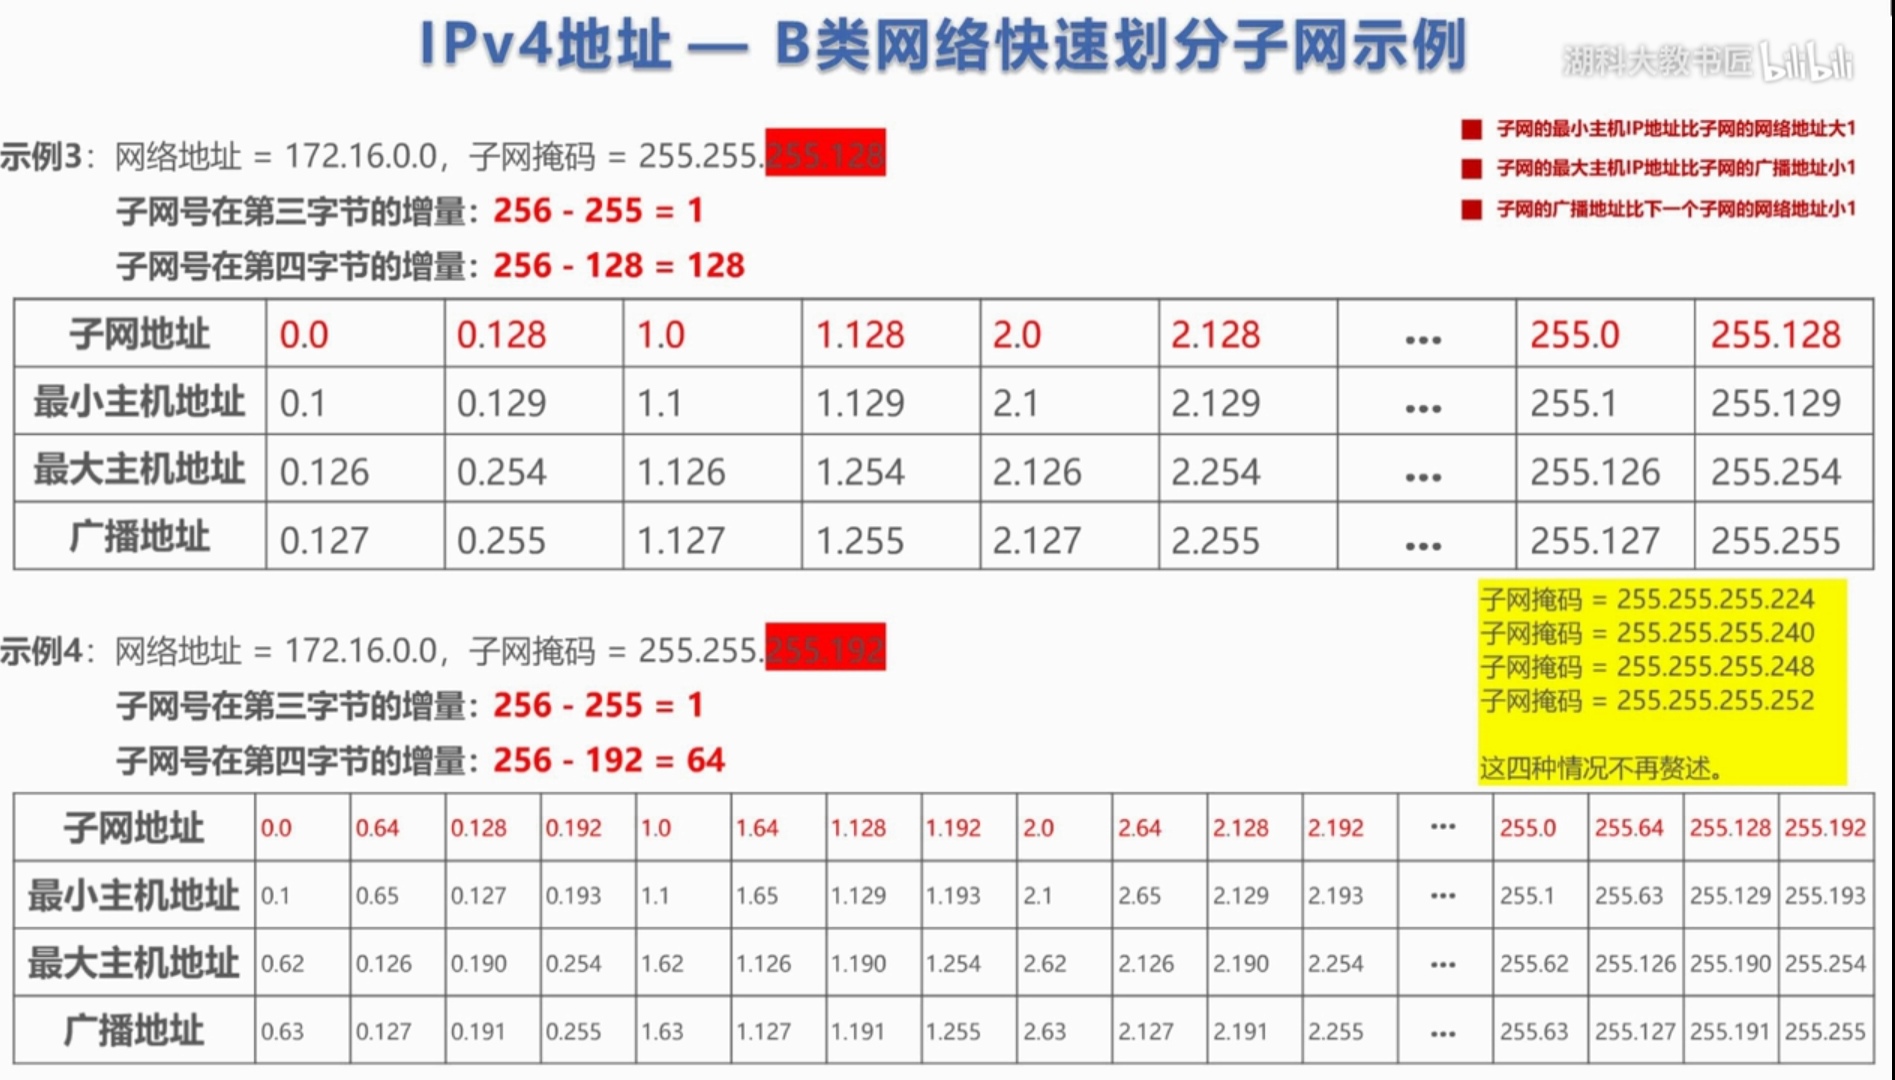 IPv4地址 — B类网络快速划分子网示例
湖科大教书匠 bilibili
■ 子网的最小主机IP地址比子网的网络地址大1
■ 子网的最大主机IP地址比子网的广播地址小1
■ 子网的广播地址比下一个子网的网络地址小1
示例3：网络地址 = 172.16.0.0，子网掩码 = 255.255.255.128
子网号在第三字节的增量：256 - 255 = 1
子网号在第四字节的增量：256 - 128 = 128
子网地址 0.0 0.128 1.0 1.128 2.0 2.128 ... 255.0 255.128
最小主机地址 0.1 0.129 1.1 1.129 2.1 2.129 ... 255.1 255.129
最大主机地址 0.126 0.254 1.126 1.254 2.126 2.254 ... 255.126 255.254
广播地址 0.127 0.255 1.127 1.255 2.127 2.255 ... 255.127 255.255
子网掩码 = 255.255.255.224
子网掩码 = 255.255.255.240
子网掩码 = 255.255.255.248
子网掩码 = 255.255.255.252
这四种情况不再赘述。
示例4：网络地址 = 172.16.0.0，子网掩码 = 255.255.255.192
子网号在第三字节的增量：256 - 255 = 1
子网号在第四字节的增量：256 - 192 = 64
子网地址 0.0 0.64 0.128 0.192 1.0 1.64 1.128 1.192 2.0 2.64 2.128 2.192 ... 255.0 255.64 255.128 255.192
最小主机地址 0.1 0.65 0.127 0.193 1.1 1.65 1.129 1.193 2.1 2.65 2.129 2.193 ... 255.1 255.63 255.129 255.193
最大主机地址 0.62 0.126 0.190 0.254 1.62 1.126 1.190 1.254 2.62 2.126 2.190 2.254 ... 255.62 255.126 255.190 255.254
广播地址 0.63 0.127 0.191 0.255 1.63 1.127 1.191 1.255 2.63 2.127 2.191 2.255 ... 255.63 255.127 255.191 255.255